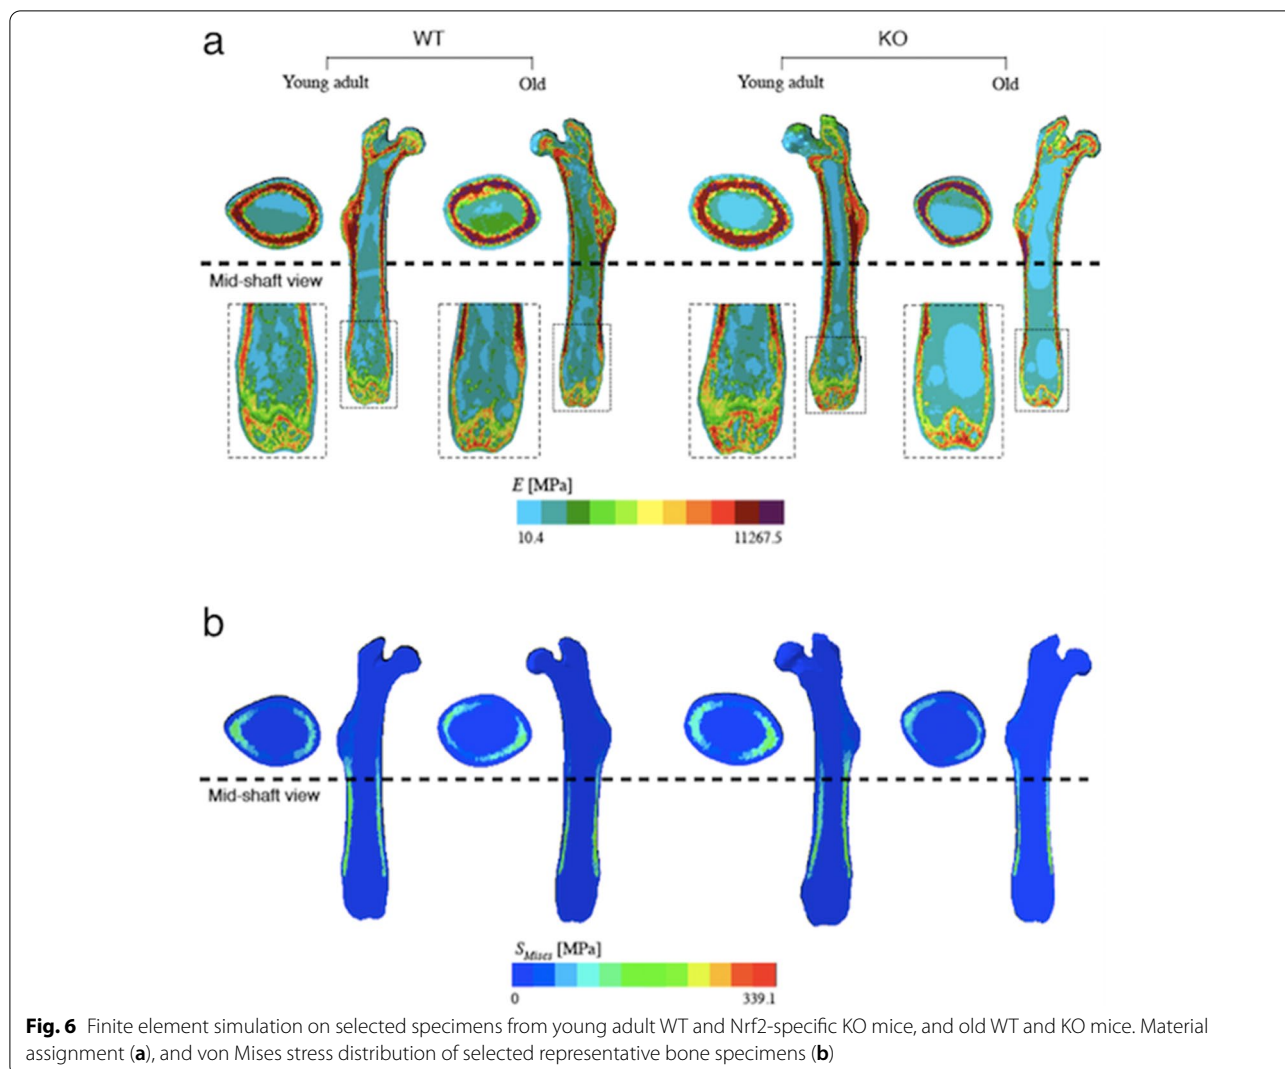 a
WT
KO
Young adult
Old
Young adult
Old
Mid-shaft view
E [MPa]
10.4
11267.5
b
Mid-shaft view
S_Mises [MPa]
0
339.1
Fig. 6 Finite element simulation on selected specimens from young adult WT and Nrf2-specific KO mice, and old WT and KO mice. Material
assignment (a), and von Mises stress distribution of selected representative bone specimens (b)